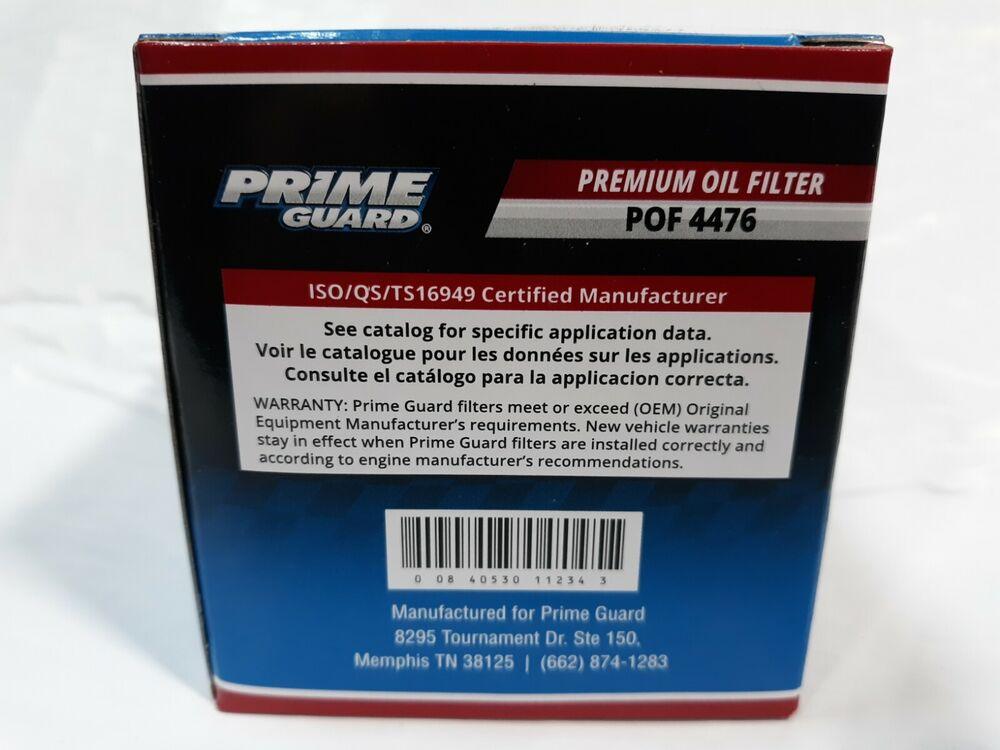 PRIME
GUARD®
PREMIUM OIL FILTER
POF 4476
ISO/QS/TS16949 Certified Manufacturer
See catalog for specific application data.
Voir le catalogue pour les données sur les applications.
Consulte el catálogo para la applicacion correcta.
WARRANTY: Prime Guard filters meet or exceed (OEM) Original
Equipment Manufacturer's requirements. New vehicle warranties
stay in effect when Prime Guard filters are installed correctly and
according to engine manufacturer's recommendations.
0 08 40530 11234 3
Manufactured for Prime Guard
8295 Tournament Dr. Ste 150,
Memphis TN 38125 | (662) 874-1283